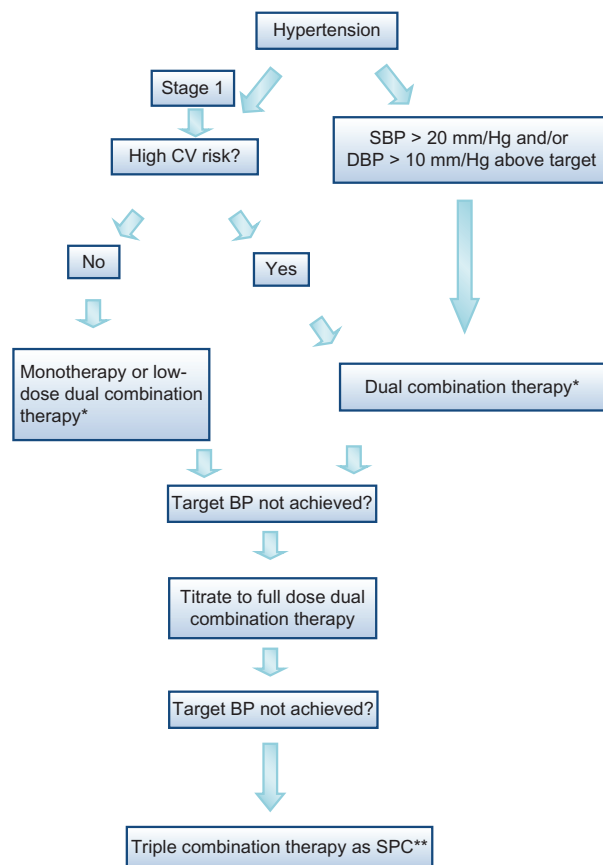 Hypertension
Stage 1
High CV risk?
SBP > 20 mm/Hg and/or
DBP > 10 mm/Hg above target
No
Yes
Monotherapy or low-
dose dual combination
therapy*
Dual combination therapy*
Target BP not achieved?
Titrate to full dose dual
combination therapy
Target BP not achieved?
Triple combination therapy as SPC**